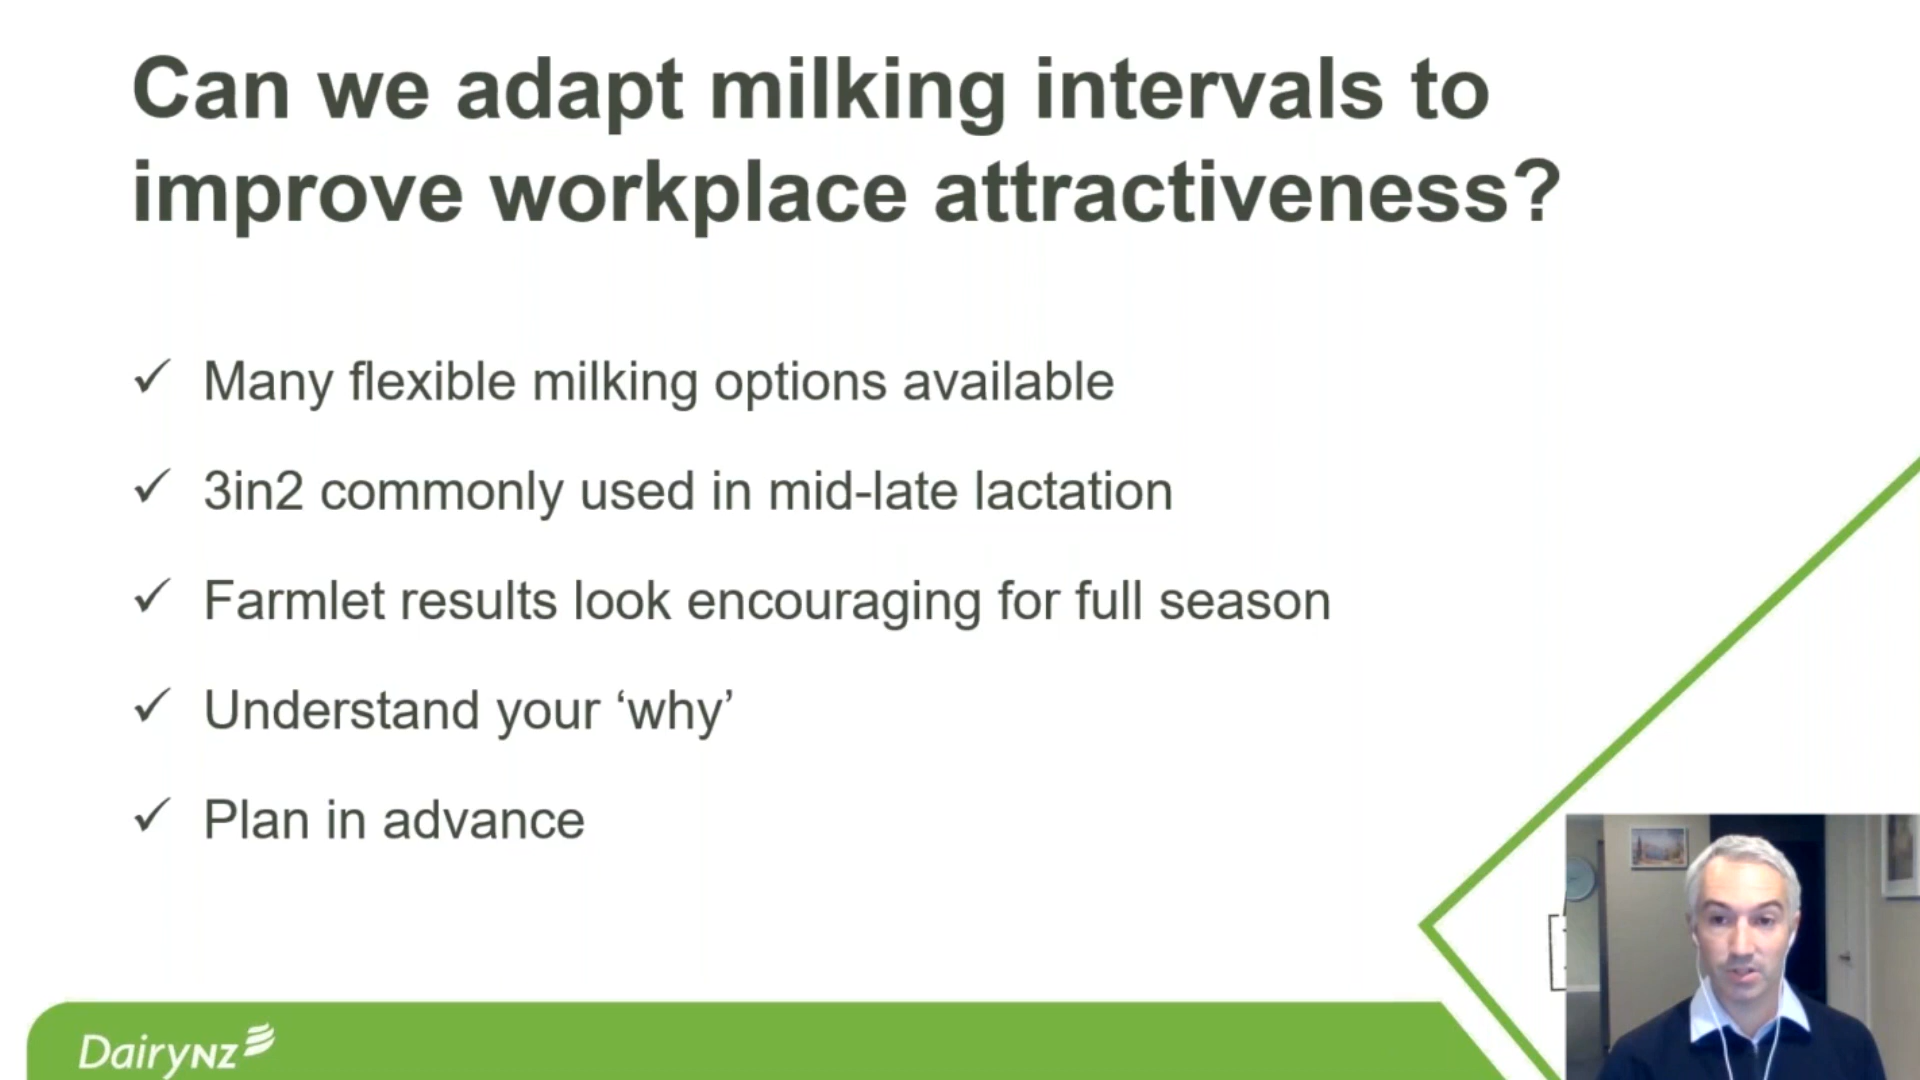 Can we adapt milking intervals to
improve workplace attractiveness?
✓ Many flexible milking options available
✓ 3in2 commonly used in mid-late lactation
✓ Farmlet results look encouraging for full season
✓ Understand your ‘why’
✓ Plan in advance
DairyNZ